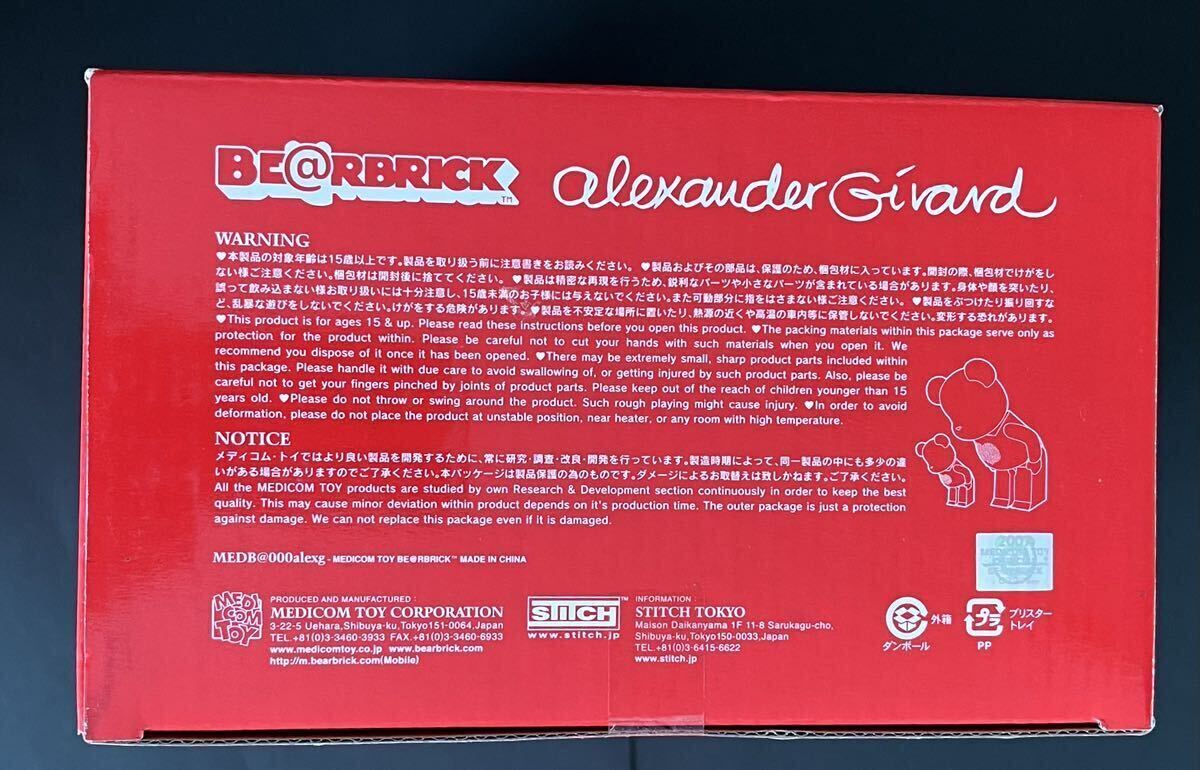 BE@RBRICK™ alexander Girard
WARNING
♥本製品の対象年齢は15歳以上です。製品を取り扱う前に注意書きをお読みください。 ♥製品およびその部品は、保護のため、梱包材に入っています。開封の際、梱包材でけがをし
ない様ご注意ください。梱包材は開封後に捨ててください。 ♥製品は精密な再現を行うため、鋭利なパーツや小さなパーツが含まれている場合があります。身体や顔を突いたり、
誤って飲み込まない様お取り扱いには十分注意し、15歳未満のお子様には与えないでください。また可動部分に指をはさまない様ご注意ください。 ♥製品をぶつけたり振り回すな
ど、乱暴な遊びをしないでください。けがをする危険があります。 ♥製品を不安定な場所に置いたり、熱源の近くや高温の車内等に保管しないでください。変形する恐れがあります。
♥This product is for ages 15 & up. Please read these instructions before you open this product. ♥The packing materials within this package serve only as
protection for the product within. Please be careful not to cut your hands with such materials when you open it. We
recommend you dispose of it once it has been opened. ♥There may be extremely small, sharp product parts included within
this package. Please handle it with due care to avoid swallowing of, or getting injured by such product parts. Also, please be
careful not to get your fingers pinched by joints of product parts. Please keep out of the reach of children younger than 15
years old. ♥Please do not throw or swing around the product. Such rough playing might cause injury. ♥In order to avoid
deformation, please do not place the product at unstable position, near heater, or any room with high temperature.
NOTICE
メディコム・トイではより良い製品を開発するために、常に研究・調査・改良・開発を行っています。製造時期によって、同一製品の中にも多少の違
いがある場合がありますのでご了承ください。本パッケージは製品保護の為のものです。ダメージによるお取替えは致しかねます。ご了承ください。
All the MEDICOM TOY products are studied by own Research & Development section continuously in order to keep the best
quality. This may cause minor deviation within product depends on it's production time. The outer package is just a protection
against damage. We can not replace this package even if it is damaged.
MEDB@000alexg - MEDICOM TOY BE@RBRICK™ MADE IN CHINA
MEDI
COM
TOY
PRODUCED AND MANUFACTURED :
MEDICOM TOY CORPORATION
3-22-5 Uehara,Shibuya-ku,Tokyo151-0064,Japan
TEL.+81(0)3-3460-3933 FAX.+81(0)3-3460-6933
www.medicomtoy.co.jp www.bearbrick.com
http://m.bearbrick.com(Mobile)
STITCH™
www.stitch.jp
INFORMATION :
STITCH TOKYO
Maison Daikanyama 1F 11-8 Sarukagu-cho,
Shibuya-ku,Tokyo150-0033,Japan
TEL.+81(0)3-6415-6622
www.stitch.jp
MEDICOM TOY
外箱
ダンボール
プラ
PP
ブリスター
トレイ